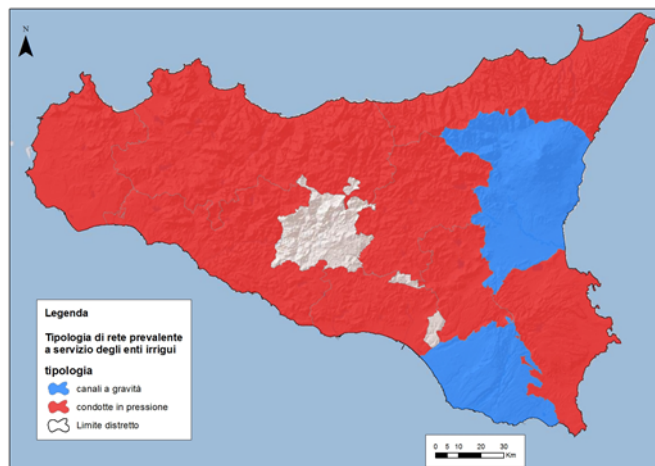 N
Legenda
Tipologia di rete prevalente
a servizio degli enti irrigui
tipologia
canali a gravità
condotte in pressione
Limite distretto
0 5 10 20 30
Km